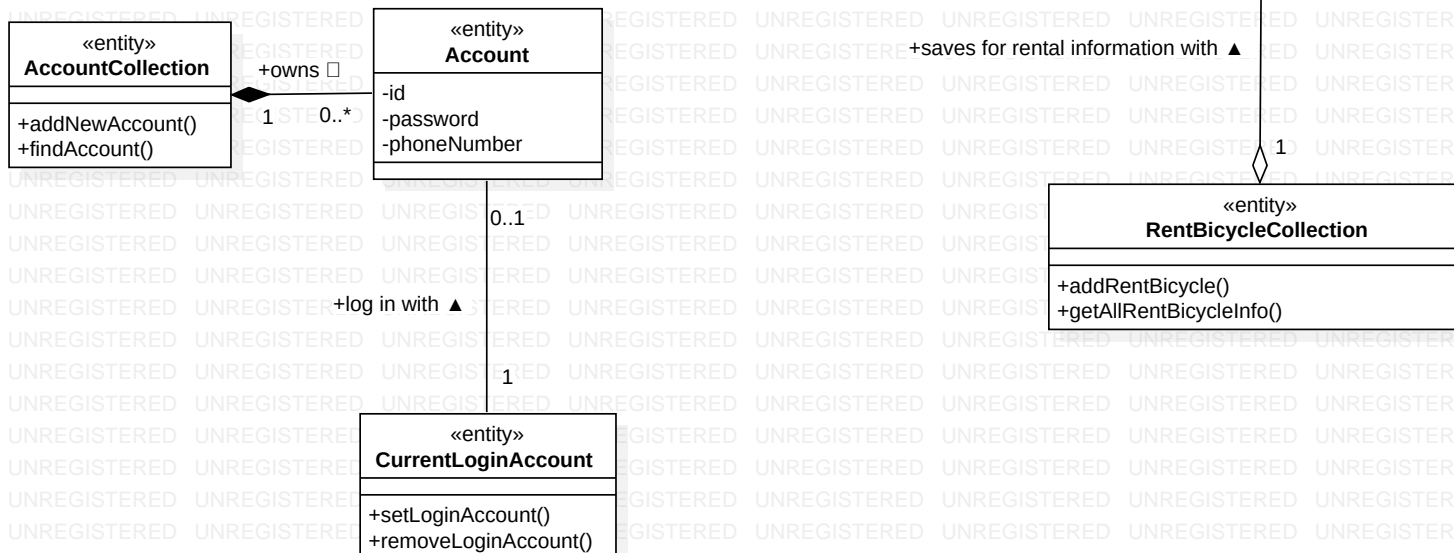 «entity»
AccountCollection
+addNewAccount()
+findAccount()
+owns
1
0..*
«entity»
Account
-id
-password
-phoneNumber
0..1
+log in with ▲
1
«entity»
CurrentLoginAccount
+setLoginAccount()
+removeLoginAccount()
+saves for rental information with ▲
1
«entity»
RentBicycleCollection
+addRentBicycle()
+getAllRentBicycleInfo()
UNREGISTERED